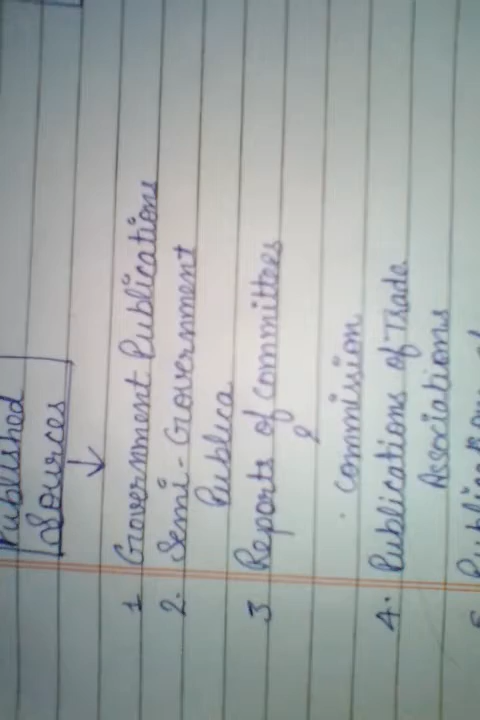 Published
Sources
↓
1 Government Publications
2. Semi-Government
Publica
3 Reports of Committees
&
Commission
4. Publications of Trade
Associations